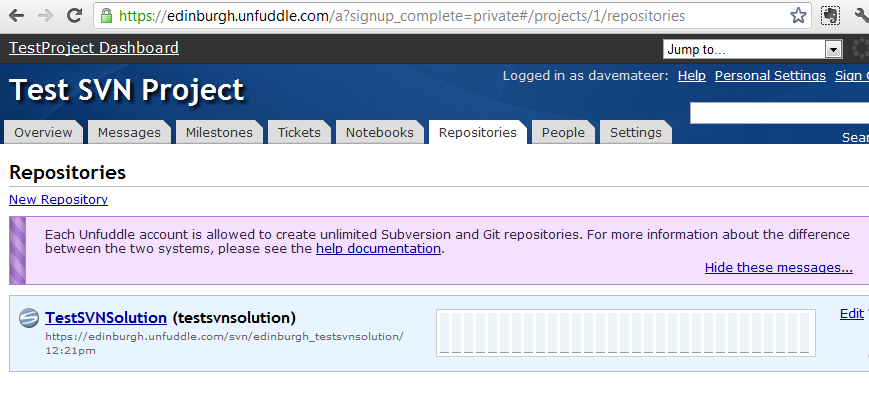 https://edinburgh.unfuddle.com/a?signup_complete=private#/projects/1/repositories
TestProject Dashboard
Jump to...
Logged in as davemateer: Help Personal Settings Sign
Test SVN Project
Overview Messages Milestones Tickets Notebooks Repositories People Settings
Repositories
New Repository
Each Unfuddle account is allowed to create unlimited Subversion and Git repositories. For more information about the difference
between the two systems, please see the help documentation.
Hide these messages...
TestSVNSolution (testsvnsolution)
Edit
https://edinburgh.unfuddle.com/svn/edinburgh_testsvnsolution/
12:21pm